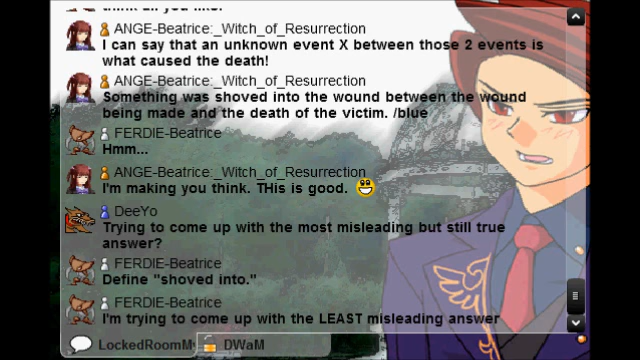 think all you like!
ANGE-Beatrice:_Witch_of_Resurrection
I can say that an unknown event X between those 2 events is
what caused the death!
ANGE-Beatrice:_Witch_of_Resurrection
Something was shoved into the wound between the wound
being made and the death of the victim. /blue
FERDIE-Beatrice
Hmm...
ANGE-Beatrice:_Witch_of_Resurrection
I'm making you think. THis is good.
DeeYo
Trying to come up with the most misleading but still true
answer?
FERDIE-Beatrice
Define "shoved into."
FERDIE-Beatrice
I'm trying to come up with the LEAST misleading answer
LockedRoomM
DWaM